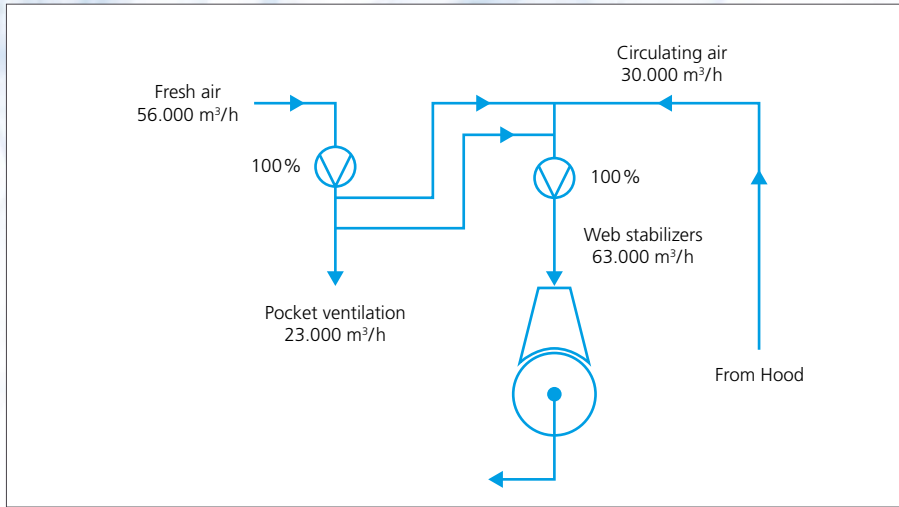 Circulating air
30.000 m³/h
Fresh air
56.000 m³/h
100%
100%
Web stabilizers
63.000 m³/h
Pocket ventilation
23.000 m³/h
From Hood